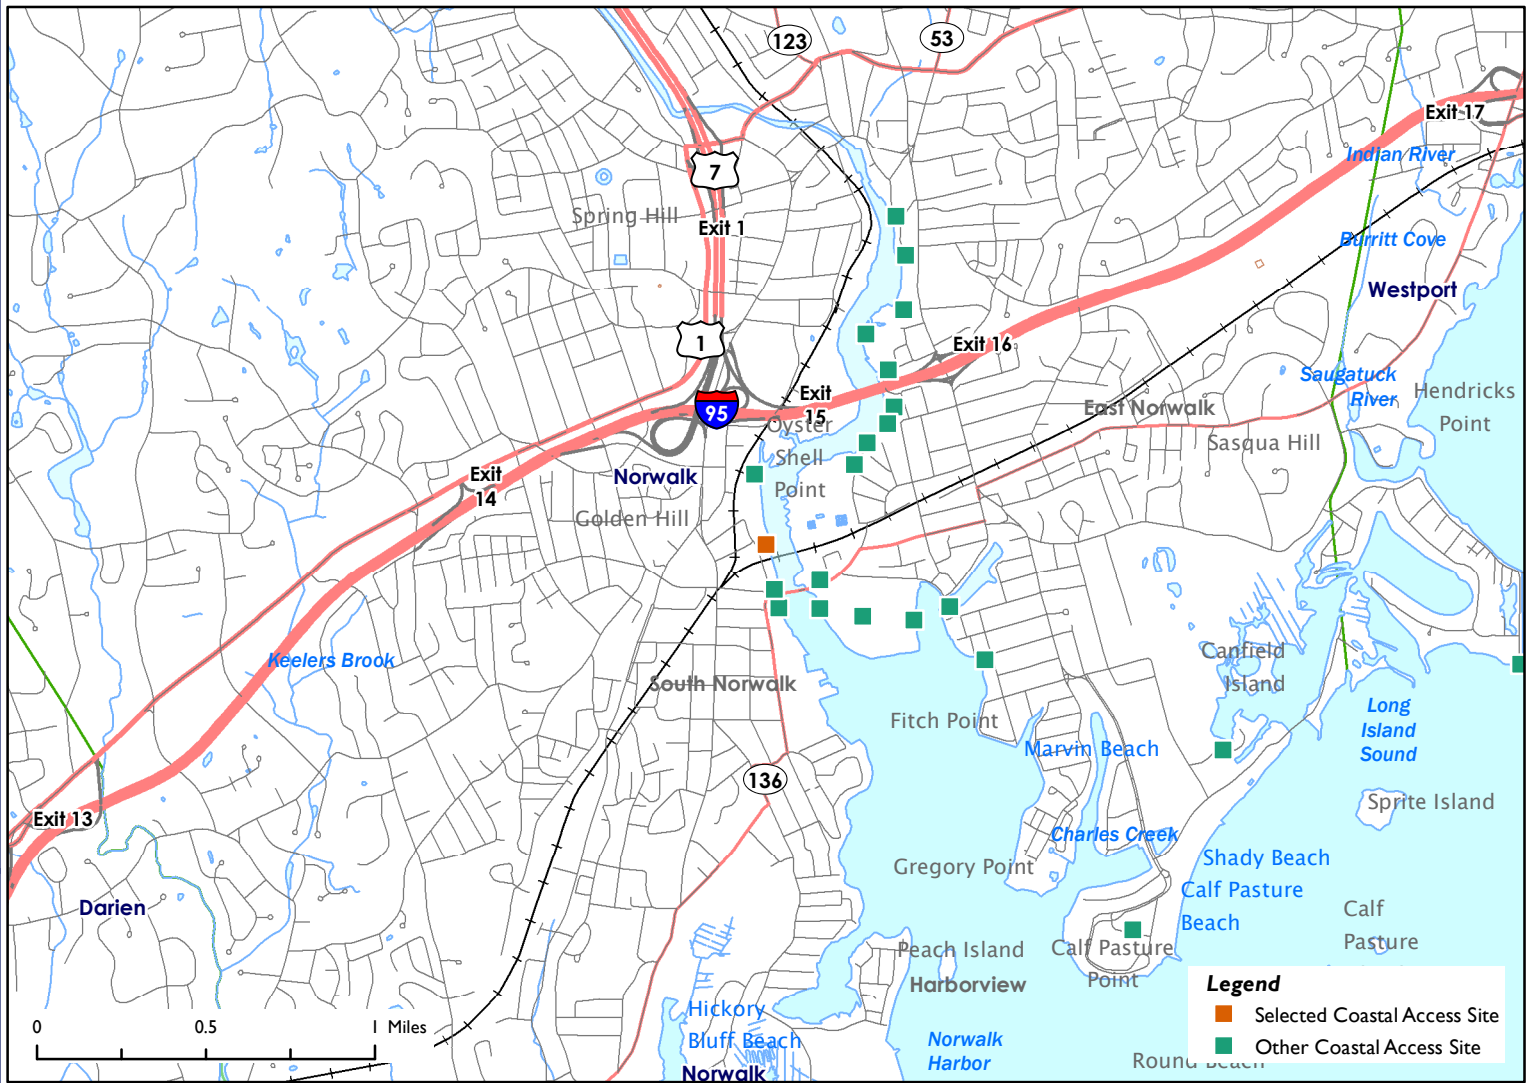 123
53
Exit 17
Indian River
7
Spring Hill
Exit 1
Burritt Cove
Westport
1
Exit 16
Saugatuck
River
Hendricks
Point
Exit
15
95
East Norwalk
Oyster
Shell
Point
Sasqua Hill
Exit
14
Norwalk
Golden Hill
Keelers Brook
South Norwalk
Canfield
Island
Fitch Point
Long
Island
Sound
Marvin Beach
136
Sprite Island
Exit 13
Charles Creek
Gregory Point
Shady Beach
Calf Pasture
Beach
Darien
Calf
Pasture
Peach Island
Calf Pasture
Point
Harborview
Hickory
Bluff Beach
Norwalk
Harbor
Round Beach
Norwalk
0 0.5 1 Miles
Legend
Selected Coastal Access Site
Other Coastal Access Site